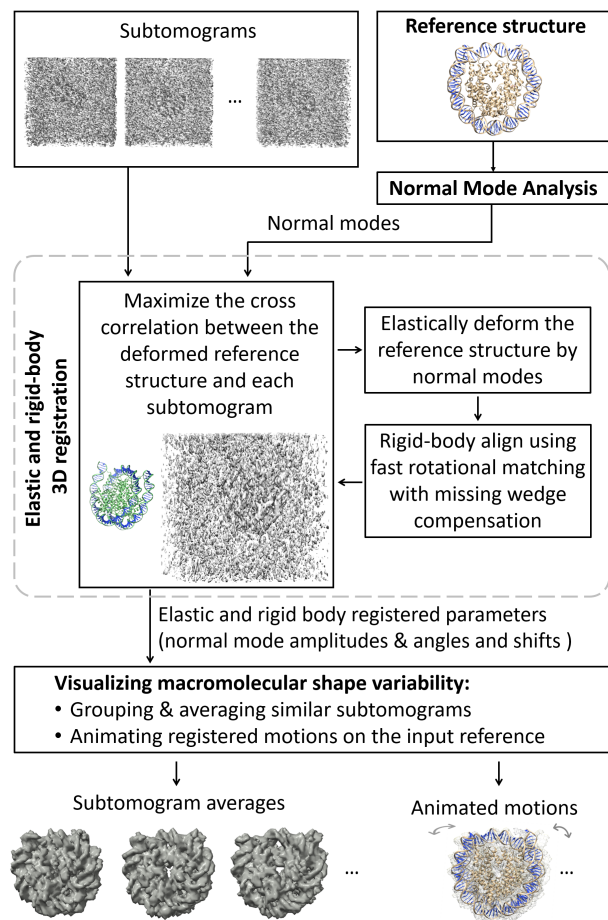 Subtomograms
...
Reference structure
Normal Mode Analysis
Normal modes
Elastic and rigid-body
3D registration
Maximize the cross
correlation between the
deformed reference
structure and each
subtomogram
Elastically deform the
reference structure by
normal modes
Rigid-body align using
fast rotational matching
with missing wedge
compensation
Elastic and rigid body registered parameters
(normal mode amplitudes & angles and shifts )
Visualizing macromolecular shape variability:
• Grouping & averaging similar subtomograms
• Animating registered motions on the input reference
Subtomogram averages
...
Animated motions
...